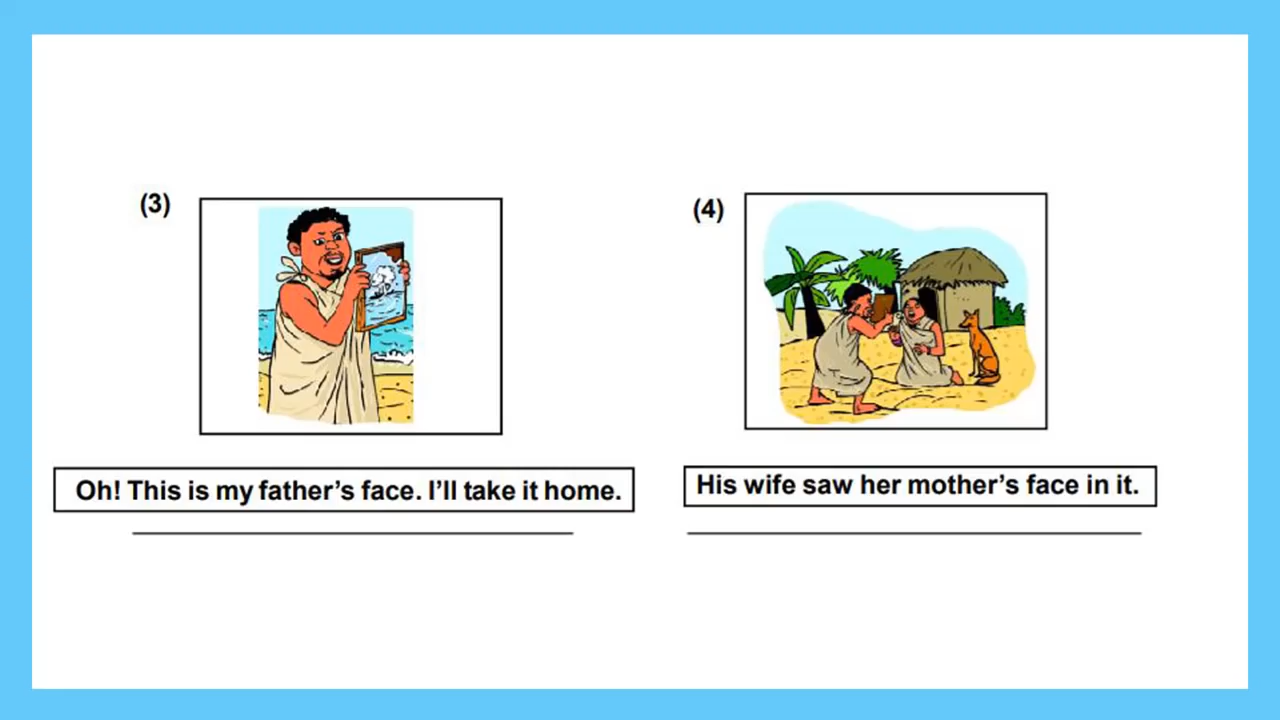 (3)
Oh! This is my father's face. I'll take it home.
(4)
His wife saw her mother's face in it.